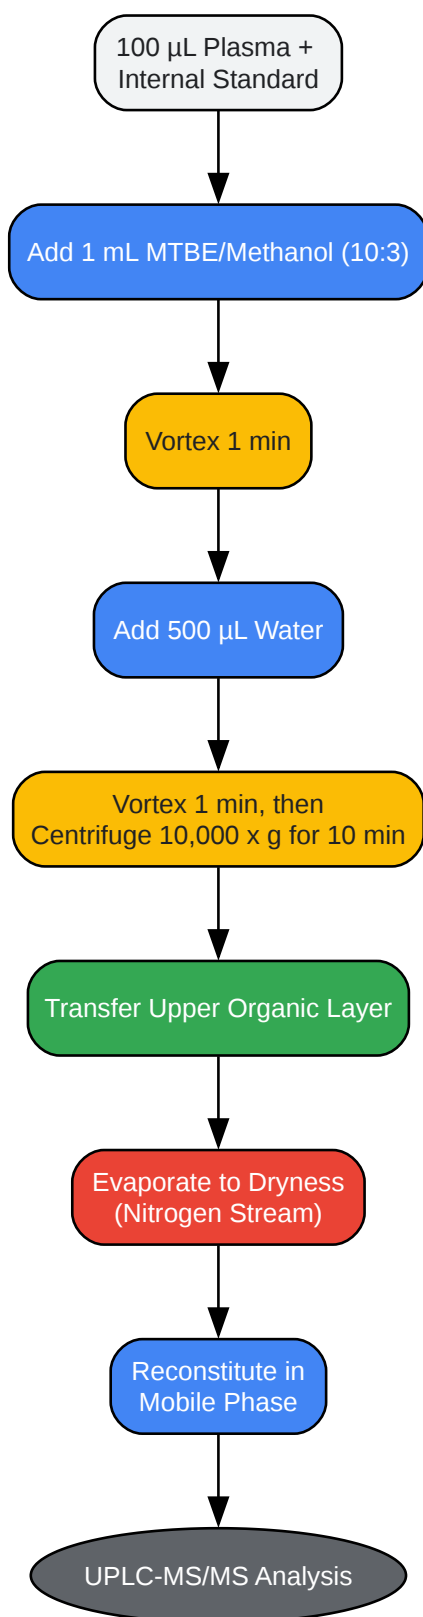 100 µL Plasma +
Internal Standard
Add 1 mL MTBE/Methanol (10:3)
Vortex 1 min
Add 500 µL Water
Vortex 1 min, then
Centrifuge 10,000 x g for 10 min
Transfer Upper Organic Layer
Evaporate to Dryness
(Nitrogen Stream)
Reconstitute in
Mobile Phase
UPLC-MS/MS Analysis